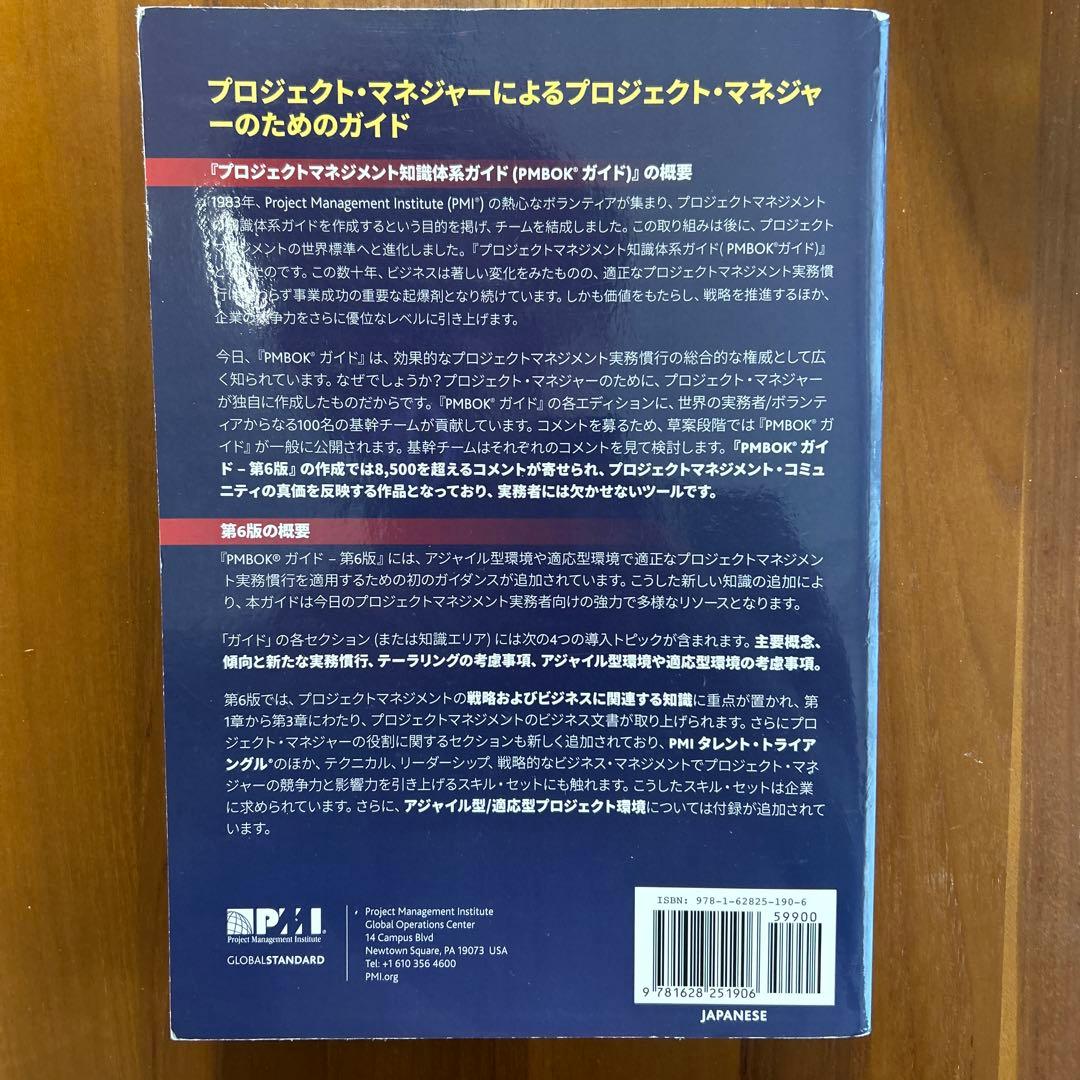 プロジェクト・マネジャーによるプロジェクト・マネジャ
ーのためのガイド
『プロジェクトマネジメント知識体系ガイド (PMBOK® ガイド)』の概要
1983年、Project Management Institute (PMI®) の熱心なボランティアが集まり、プロジェクトマネジメント
知識体系ガイドを作成するという目的を掲げ、チームを結成しました。この取り組みは後に、プロジェクト
マネジメントの世界標準へと進化しました。『プロジェクトマネジメント知識体系ガイド( PMBOK®ガイド)』
のです。この数十年、ビジネスは著しい変化をみたものの、適正なプロジェクトマネジメント実務慣
行は らず事業成功の重要な起爆剤となり続けています。しかも価値をもたらし、戦略を推進するほか、
企業の競争力をさらに優位なレベルに引き上げます。
今日、『PMBOK® ガイド』は、効果的なプロジェクトマネジメント実務慣行の総合的な権威として広
く知られています。なぜでしょうか？プロジェクト・マネジャーのために、プロジェクト・マネジャー
が独自に作成したものだからです。『PMBOK® ガイド』の各エディションに、世界の実務者/ボランテ
ィアからなる100名の基幹チームが貢献しています。コメントを募るため、草案段階では『PMBOK® ガ
イド』が一般に公開されます。基幹チームはそれぞれのコメントを見て検討します。『PMBOK® ガイ
ド – 第6版』の作成では8,500を超えるコメントが寄せられ、プロジェクトマネジメント・コミュ
ニティの真価を反映する作品となっており、実務者には欠かせないツールです。
第6版の概要
『PMBOK® ガイド – 第6版』には、アジャイル型環境や適応型環境で適正なプロジェクトマネジメン
ト実務慣行を適用するための初のガイダンスが追加されています。こうした新しい知識の追加によ
り、本ガイドは今日のプロジェクトマネジメント実務者向けの強力で多様なリソースとなります。
「ガイド」の各セクション (または知識エリア) には次の4つの導入トピックが含まれます。主要概念、
傾向と新たな実務慣行、テーラリングの考慮事項、アジャイル型環境や適応型環境の考慮事項。
第6版では、プロジェクトマネジメントの戦略およびビジネスに関連する知識に重点が置かれ、第
1章から第3章にわたり、プロジェクトマネジメントのビジネス文書が取り上げられます。さらにプロ
ジェクト・マネジャーの役割に関するセクションも新しく追加されており、PMI タレント・トライア
ングル®のほか、テクニカル、リーダーシップ、戦略的なビジネス・マネジメントでプロジェクト・マネ
ジャーの競争力と影響力を引き上げるスキル・セットにも触れます。こうしたスキル・セットは企業
に求められています。さらに、アジャイル型/適応型プロジェクト環境については付録が追加されて
います。
PMI
Project Management Institute
GLOBALSTANDARD
Project Management Institute
Global Operations Center
14 Campus Blvd
Newtown Square, PA 19073 USA
Tel: +1 610 356 4600
PMI.org
ISBN: 978-1-62825-190-6
59900
9 781628 251906
JAPANESE